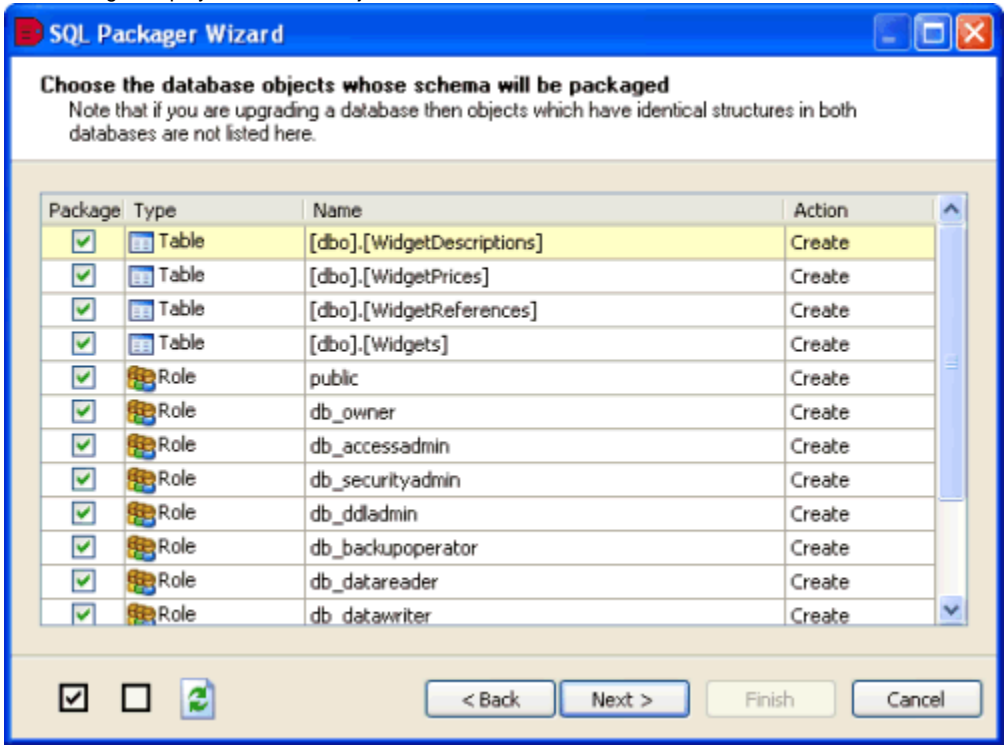 SQL Packager Wizard
Choose the database objects whose schema will be packaged
Note that if you are upgrading a database then objects which have identical structures in both
databases are not listed here.
Package Type Name Action
Table [dbo].[WidgetDescriptions] Create
Table [dbo].[WidgetPrices] Create
Table [dbo].[WidgetReferences] Create
Table [dbo].[Widgets] Create
Role public Create
Role db_owner Create
Role db_accessadmin Create
Role db_securityadmin Create
Role db_ddladmin Create
Role db_backupoperator Create
Role db_datareader Create
Role db_datawriter Create
< Back Next > Finish Cancel